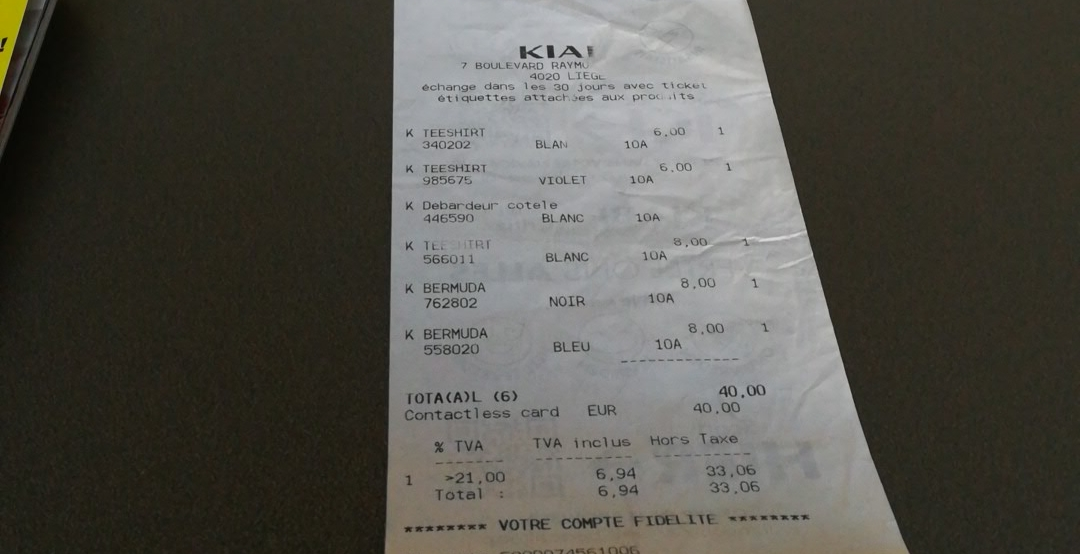 !
KIA
7 BOULEVARD RAYMO
4020 LIEGE
échange dans les 30 jours avec ticket
étiquettes attachées aux produits
K TEESHIRT 6,00 1
340202 BLAN 10A
K TEESHIRT 6,00 1
985675 VIOLET 10A
K Debardeur cotele
446590 BLANC 10A
K TEESHIRT 8,00 1
566011 BLANC 10A
K BERMUDA 8,00 1
762802 NOIR 10A
K BERMUDA 8,00 1
558020 BLEU 10A
------------
TOTA(A)L (6) 40,00
Contactless card EUR 40,00
% TVA TVA inclus Hors Taxe
------- ---------- ----------
1 >21,00 6,94 33,06
Total : 6,94 33,06
******** VOTRE COMPTE FIDELITE ********